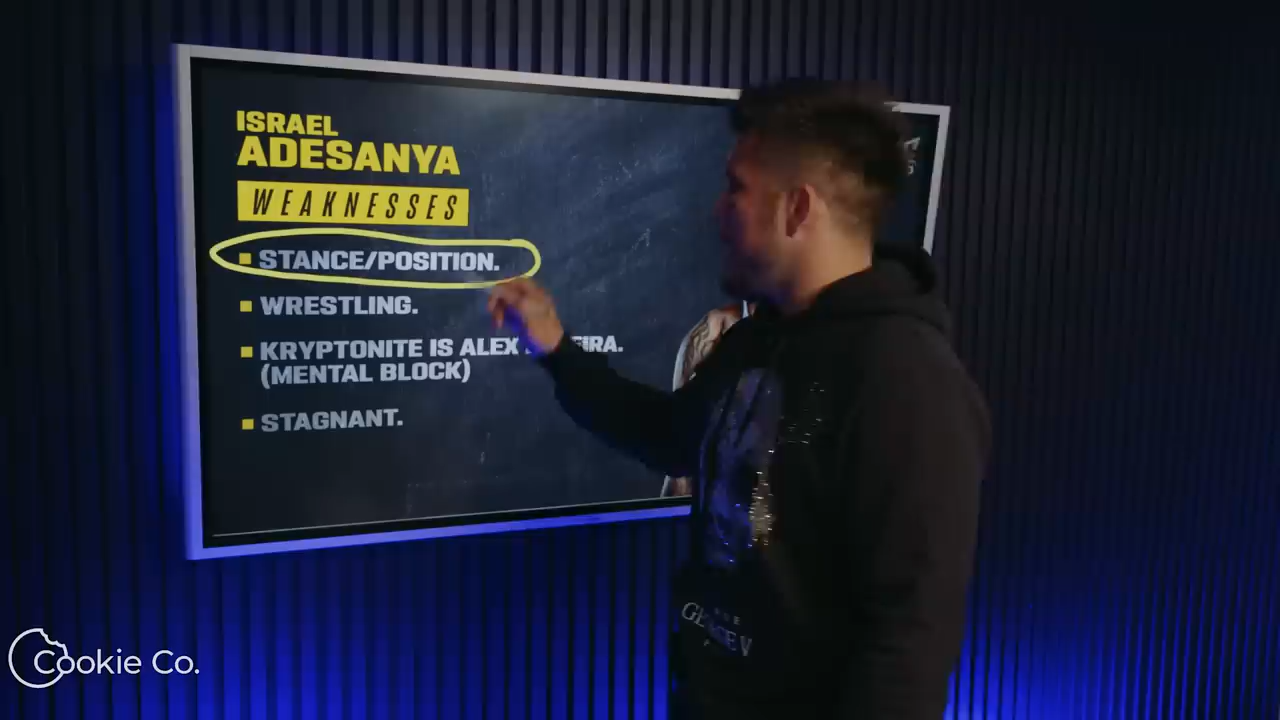 ISRAEL
ADESANYA
WEAKNESSES
STANCE/POSITION.
WRESTLING.
KRYPTONITE IS ALEX
(MENTAL BLOCK)
STAGNANT.
Cookie Co.